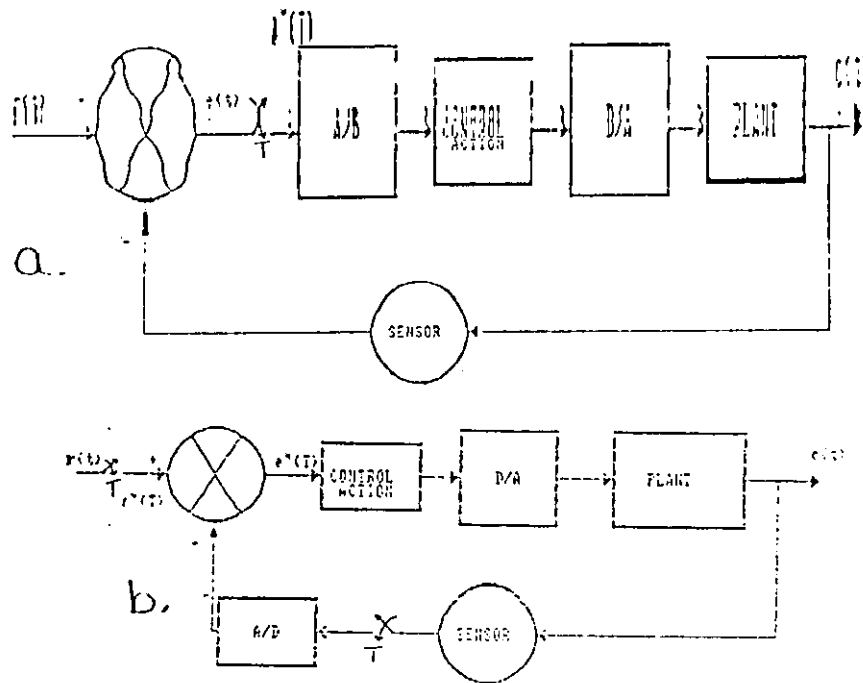 r(t)
e(t)
T
A/D
CONTROL
ACTION
D/A
PLANT
SENSOR
a.
r(t)
T
r*(T)
+
e*(T)
CONTROL
ACTION
D/A
PLANT
c(t)
b.
A/D
T
SENSOR